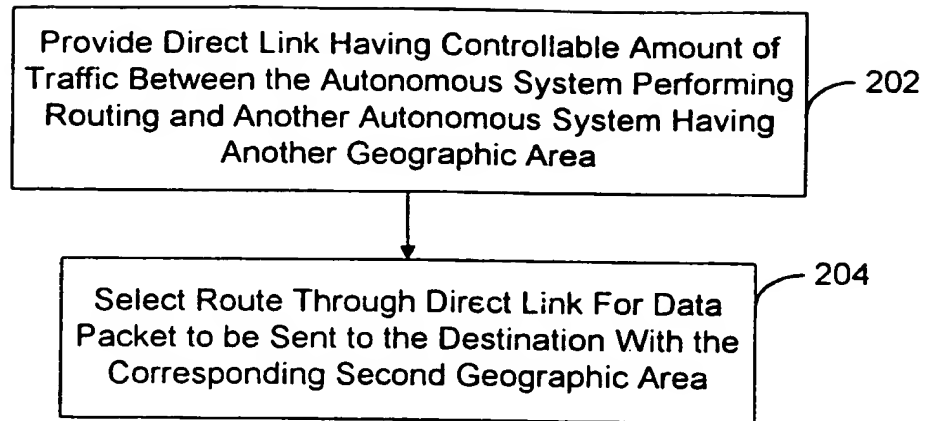 Provide Direct Link Having Controllable Amount of
Traffic Between the Autonomous System Performing
Routing and Another Autonomous System Having
Another Geographic Area
202
Select Route Through Direct Link For Data
Packet to be Sent to the Destination With the
Corresponding Second Geographic Area
204